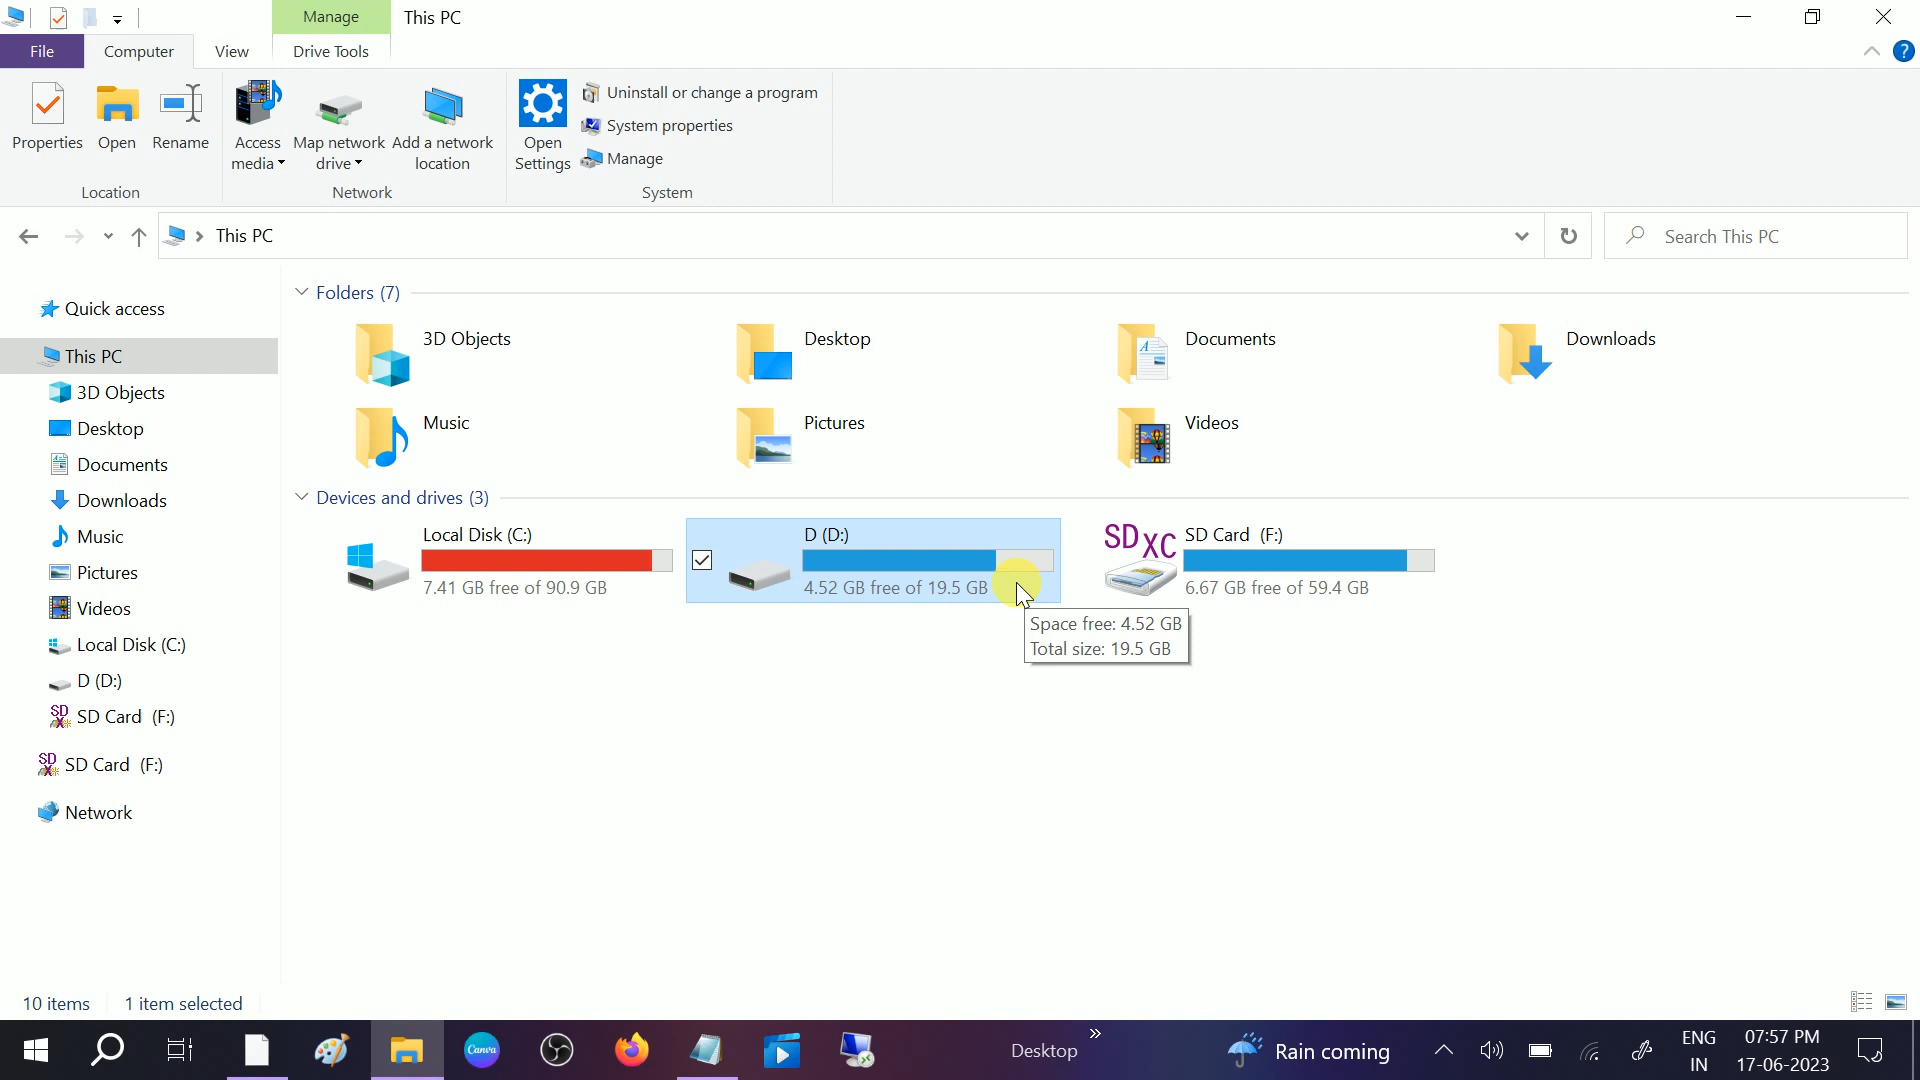 Manage
This PC
File
Computer
View
Drive Tools
Properties
Open
Rename
Access media
Map network drive
Add a network location
Open Settings
Uninstall or change a program
System properties
Manage
Location
Network
System
This PC
Search This PC
Quick access
This PC
3D Objects
Desktop
Documents
Downloads
Music
Pictures
Videos
Local Disk (C:)
D (D:)
SD Card (F:)
SD Card (F:)
Network
Folders (7)
3D Objects
Desktop
Documents
Downloads
Music
Pictures
Videos
Devices and drives (3)
Local Disk (C:)
7.41 GB free of 90.9 GB
D (D:)
4.52 GB free of 19.5 GB
SD XC
SD Card (F:)
6.67 GB free of 59.4 GB
Space free: 4.52 GB
Total size: 19.5 GB
10 items
1 item selected
Canva
Desktop
Rain coming
ENG
IN
07:57 PM
17-06-2023